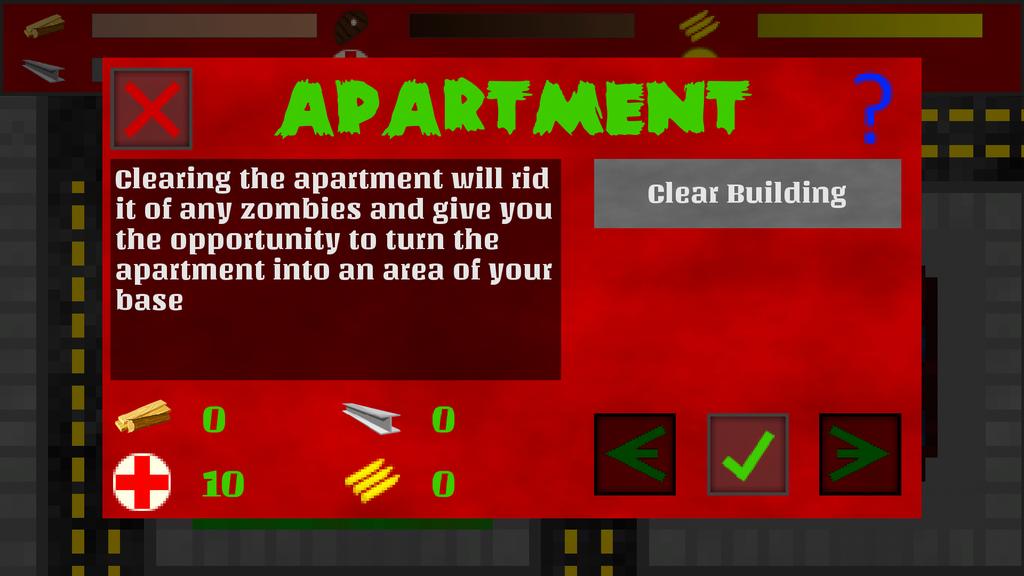 APARTMENT
?
Clearing the apartment will rid
it of any zombies and give you
the opportunity to turn the
apartment into an area of your
base
Clear Building
0
0
10
0